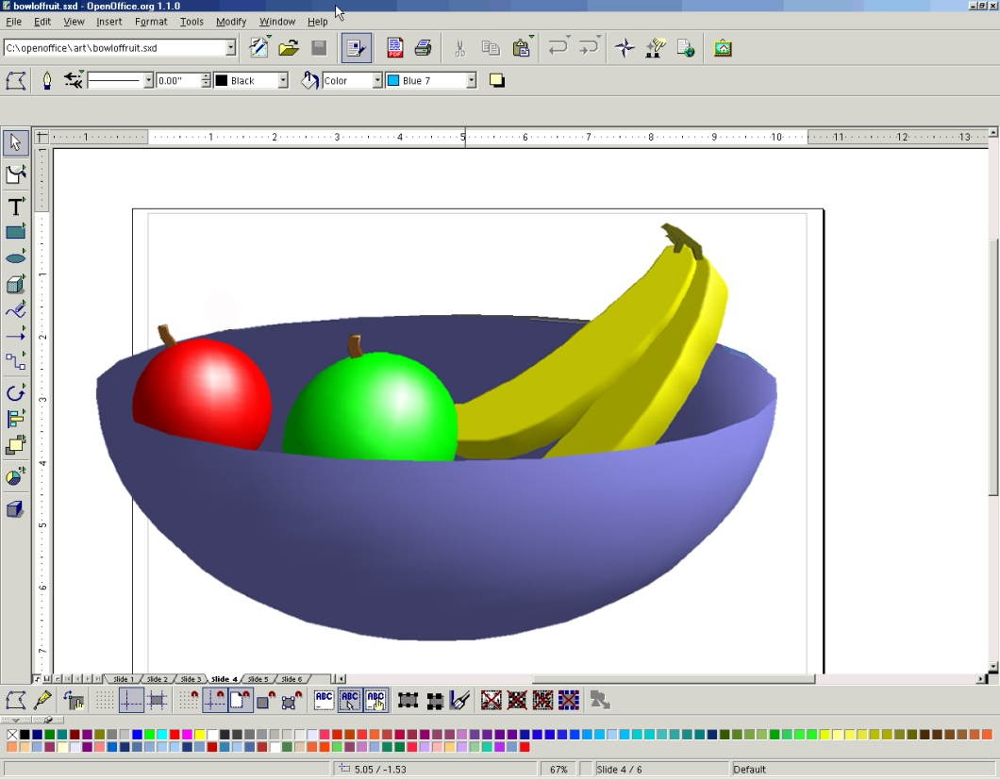 bowloffruit.sxd - OpenOffice.org 1.1.0
File Edit View Insert Format Tools Modify Window Help
C:\openoffice\art\bowloffruit.sxd
PDF
0.00" Black Color Blue 7
1 1 2 3 4 5 6 7 8 9 10 11 12 13
T
1
1
2
3
4
5
6
7
Slide 1 Slide 2 Slide 3 Slide 4 Slide 5 Slide 6
ABC ABC ABC
5.05 / -1.53 67% Slide 4 / 6 Default